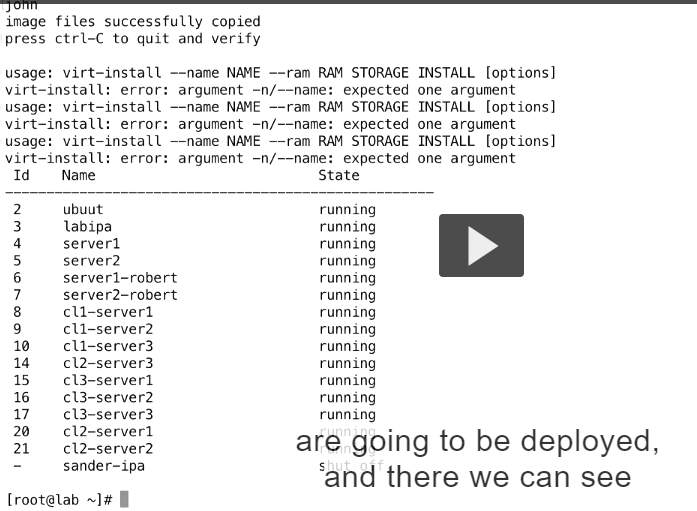 john
image files successfully copied
press ctrl-C to quit and verify
usage: virt-install --name NAME --ram RAM STORAGE INSTALL [options]
virt-install: error: argument -n/--name: expected one argument
usage: virt-install --name NAME --ram RAM STORAGE INSTALL [options]
virt-install: error: argument -n/--name: expected one argument
usage: virt-install --name NAME --ram RAM STORAGE INSTALL [options]
virt-install: error: argument -n/--name: expected one argument
Id Name State
----------------------------------------------------
2 ubuut running
3 labipa running
4 server1 running
5 server2 running
6 server1-robert running
7 server2-robert running
8 cl1-server1 running
9 cl1-server2 running
10 cl1-server3 running
14 cl2-server3 running
15 cl3-server1 running
16 cl3-server2 running
17 cl3-server3 running
20 cl2-server1 running
21 cl2-server2 running
- sander-ipa shut off
[root@lab ~]#
are going to be deployed,
and there we can see